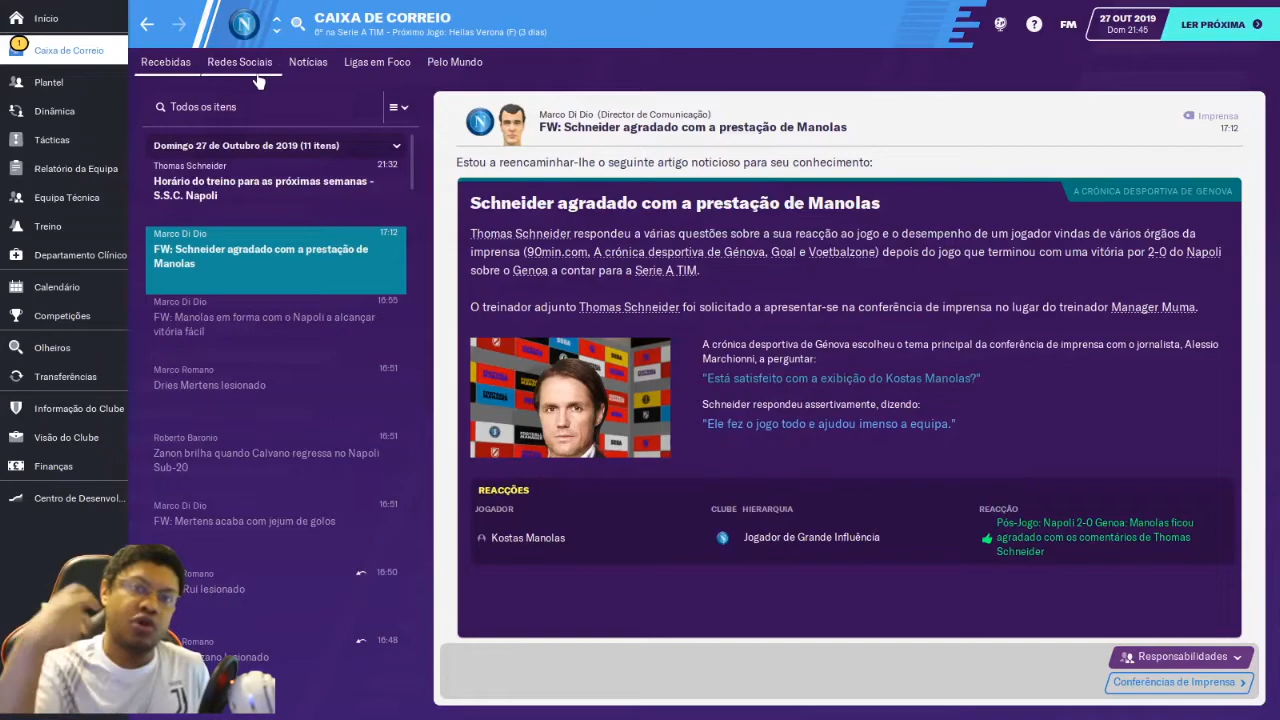 Início
CAIXA DE CORREIO
6º na Serie A TIM - Próximo Jogo: Hellas Verona (F) (3 dias)
FM
27 OUT 2019
Dom 21:45
LER PRÓXIMA
1
Caixa de Correio
Plantel
Dinâmica
Tácticas
Relatório da Equipa
Equipa Técnica
Treino
Departamento Clínico
Calendário
Competições
Olheiros
Transferências
Informação do Clube
Visão do Clube
Finanças
Centro de Desenvol...
Recebidas
Redes Sociais
Notícias
Ligas em Foco
Pelo Mundo
Todos os itens
Domingo 27 de Outubro de 2019 (11 itens)
Thomas Schneider 21:32
Horário do treino para as próximas semanas -
S.S.C. Napoli
Marco Di Dio 17:12
FW: Schneider agradado com a prestação de
Manolas
Marco Di Dio 16:55
FW: Manolas em forma com o Napoli a alcançar
vitória fácil
Marco Romano 16:51
Dries Mertens lesionado
Roberto Baronio 16:51
Zanon brilha quando Calvano regressa no Napoli
Sub-20
Marco Di Dio 16:51
FW: Mertens acaba com jejum de golos
Romano 16:50
Rui lesionado
Romano 16:48
lesionado
Marco Di Dio (Director de Comunicação)
FW: Schneider agradado com a prestação de Manolas
Imprensa
17:12
Estou a reencaminhar-lhe o seguinte artigo noticioso para seu conhecimento:
A CRÓNICA DESPORTIVA DE GÉNOVA
Schneider agradado com a prestação de Manolas
Thomas Schneider respondeu a várias questões sobre a sua reacção ao jogo e o desempenho de um jogador vindas de vários órgãos da
imprensa (90min.com, A crónica desportiva de Génova, Goal e Voetbalzone) depois do jogo que terminou com uma vitória por 2-0 do Napoli
sobre o Genoa a contar para a Serie A TIM.
O treinador adjunto Thomas Schneider foi solicitado a apresentar-se na conferência de imprensa no lugar do treinador Manager Muma.
A crónica desportiva de Génova escolheu o tema principal da conferência de imprensa com o jornalista, Alessio
Marchionni, a perguntar:
"Está satisfeito com a exibição do Kostas Manolas?"
Schneider respondeu assertivamente, dizendo:
"Ele fez o jogo todo e ajudou imenso a equipa."
REACÇÕES
JOGADOR CLUBE HIERARQUIA REACÇÃO
Kostas Manolas Jogador de Grande Influência
Pós-Jogo: Napoli 2-0 Genoa: Manolas ficou
agradado com os comentários de Thomas
Schneider
Responsabilidades
Conferências de Imprensa